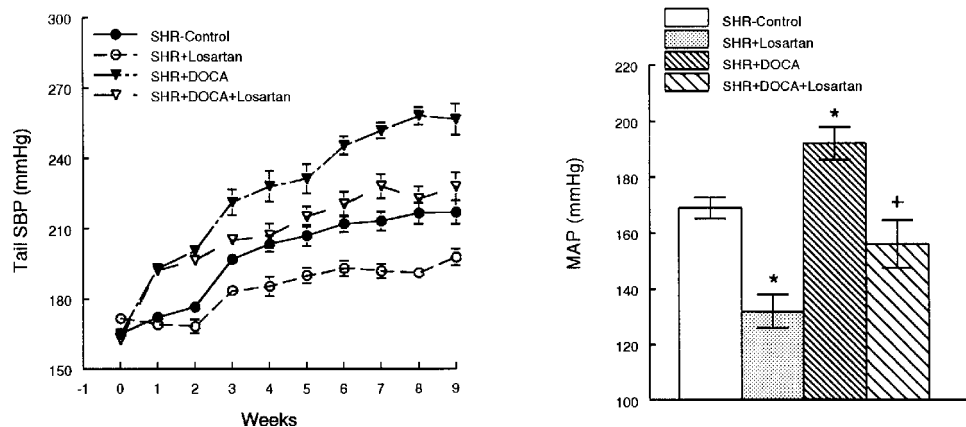 300
270
240
210
180
150
Tail SBP (mmHg)
SHR-Control
SHR+Losartan
SHR+DOCA
SHR+DOCA+Losartan
-1 0 1 2 3 4 5 6 7 8 9
Weeks
SHR-Control
SHR+Losartan
SHR+DOCA
SHR+DOCA+Losartan
220
200
180
160
140
120
100
MAP (mmHg)
*
*
+